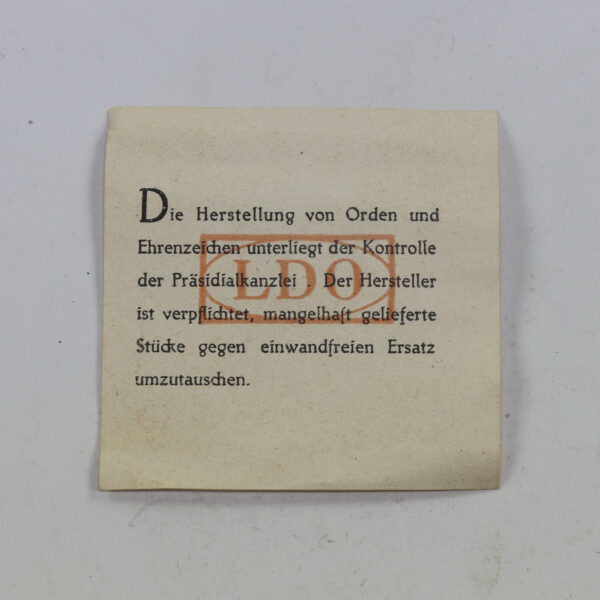 Die Herstellung von Orden und
Ehrenzeichen unterliegt der Kontrolle
der Präsidialkanzlei . Der Hersteller
LDO
ist verpflichtet, mangelhaft gelieferte
Stücke gegen einwandfreien Ersatz
umzutauschen.